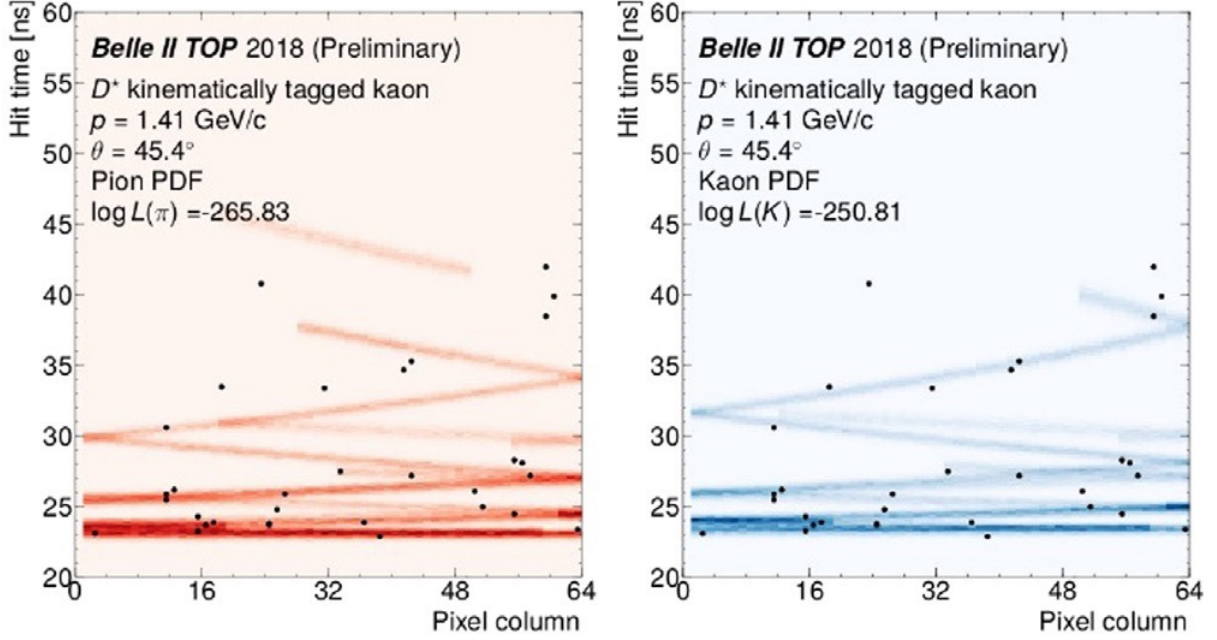 Hit time [ns]
60
55
50
45
40
35
30
25
20
Belle II TOP 2018 (Preliminary)
D* kinematically tagged kaon
p = 1.41 GeV/c
θ = 45.4°
Pion PDF
log L(π) =-265.83
0 16 32 48 64
Pixel column
Hit time [ns]
60
55
50
45
40
35
30
25
20
Belle II TOP 2018 (Preliminary)
D* kinematically tagged kaon
p = 1.41 GeV/c
θ = 45.4°
Kaon PDF
log L(K) =-250.81
0 16 32 48 64
Pixel column